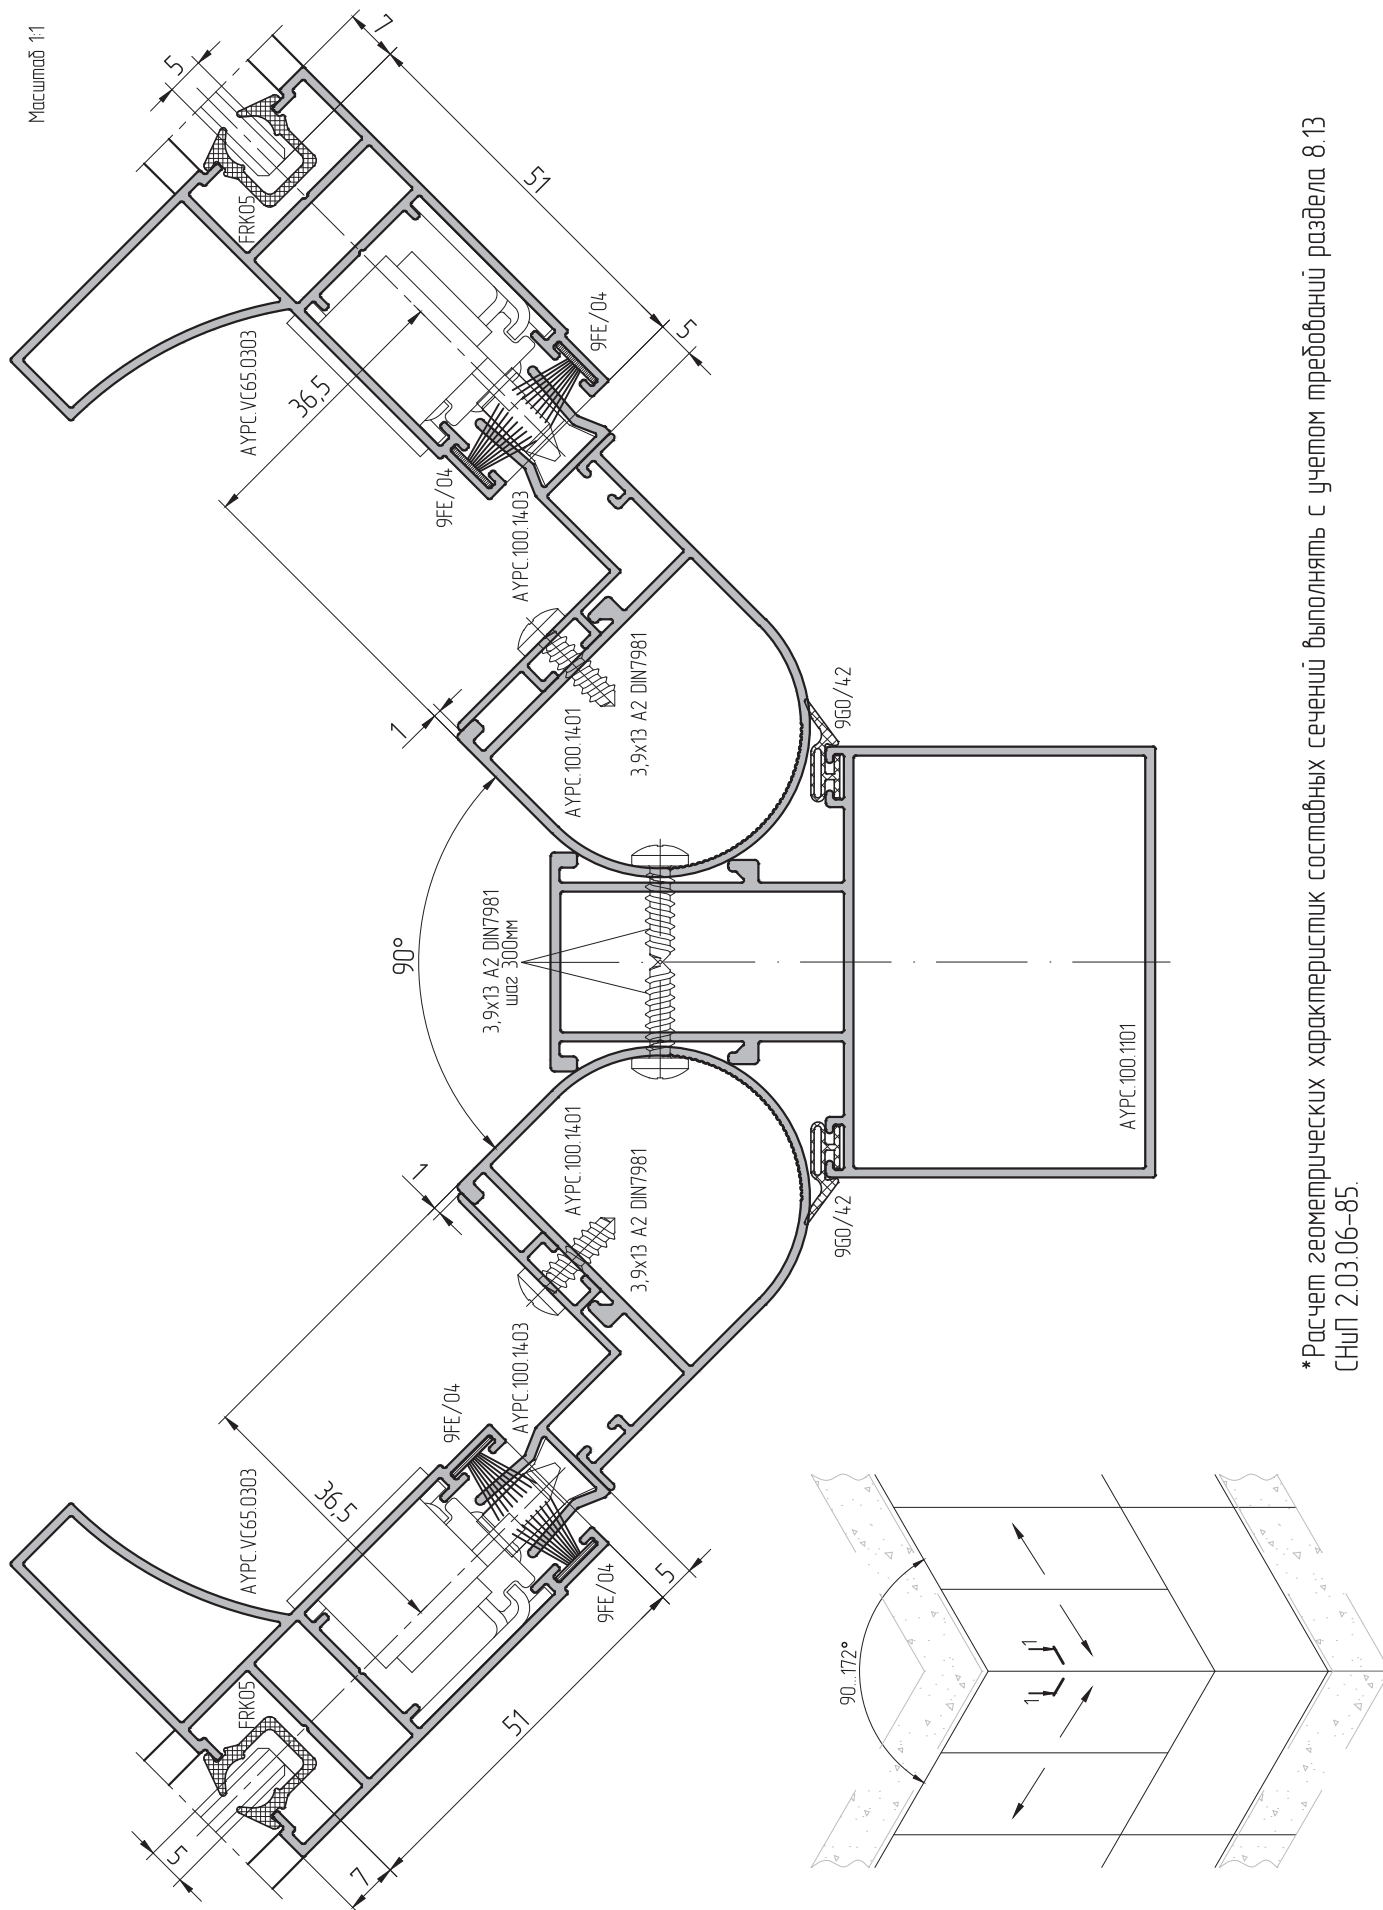 Масштаб 1:1
5
7
51
5
36,5
1
FRK05
AYPC.VC65.0303
9FE/04
9FE/04
AYPC.100.1403
AYPC.100.1401
3,9x13 A2 DIN7981
9G0/42
90°
3,9x13 A2 DIN7981
шаг 300мм
AYPC.100.1101
1
AYPC.100.1401
3,9x13 A2 DIN7981
9G0/42
AYPC.100.1403
9FE/04
9FE/04
36,5
AYPC.VC65.0303
FRK05
5
7
51
5
90...172°
1
1
*Расчет геометрических характеристик составных сечений выполнять с учетом требований раздела 8.13
СНиП 2.03.06-85.